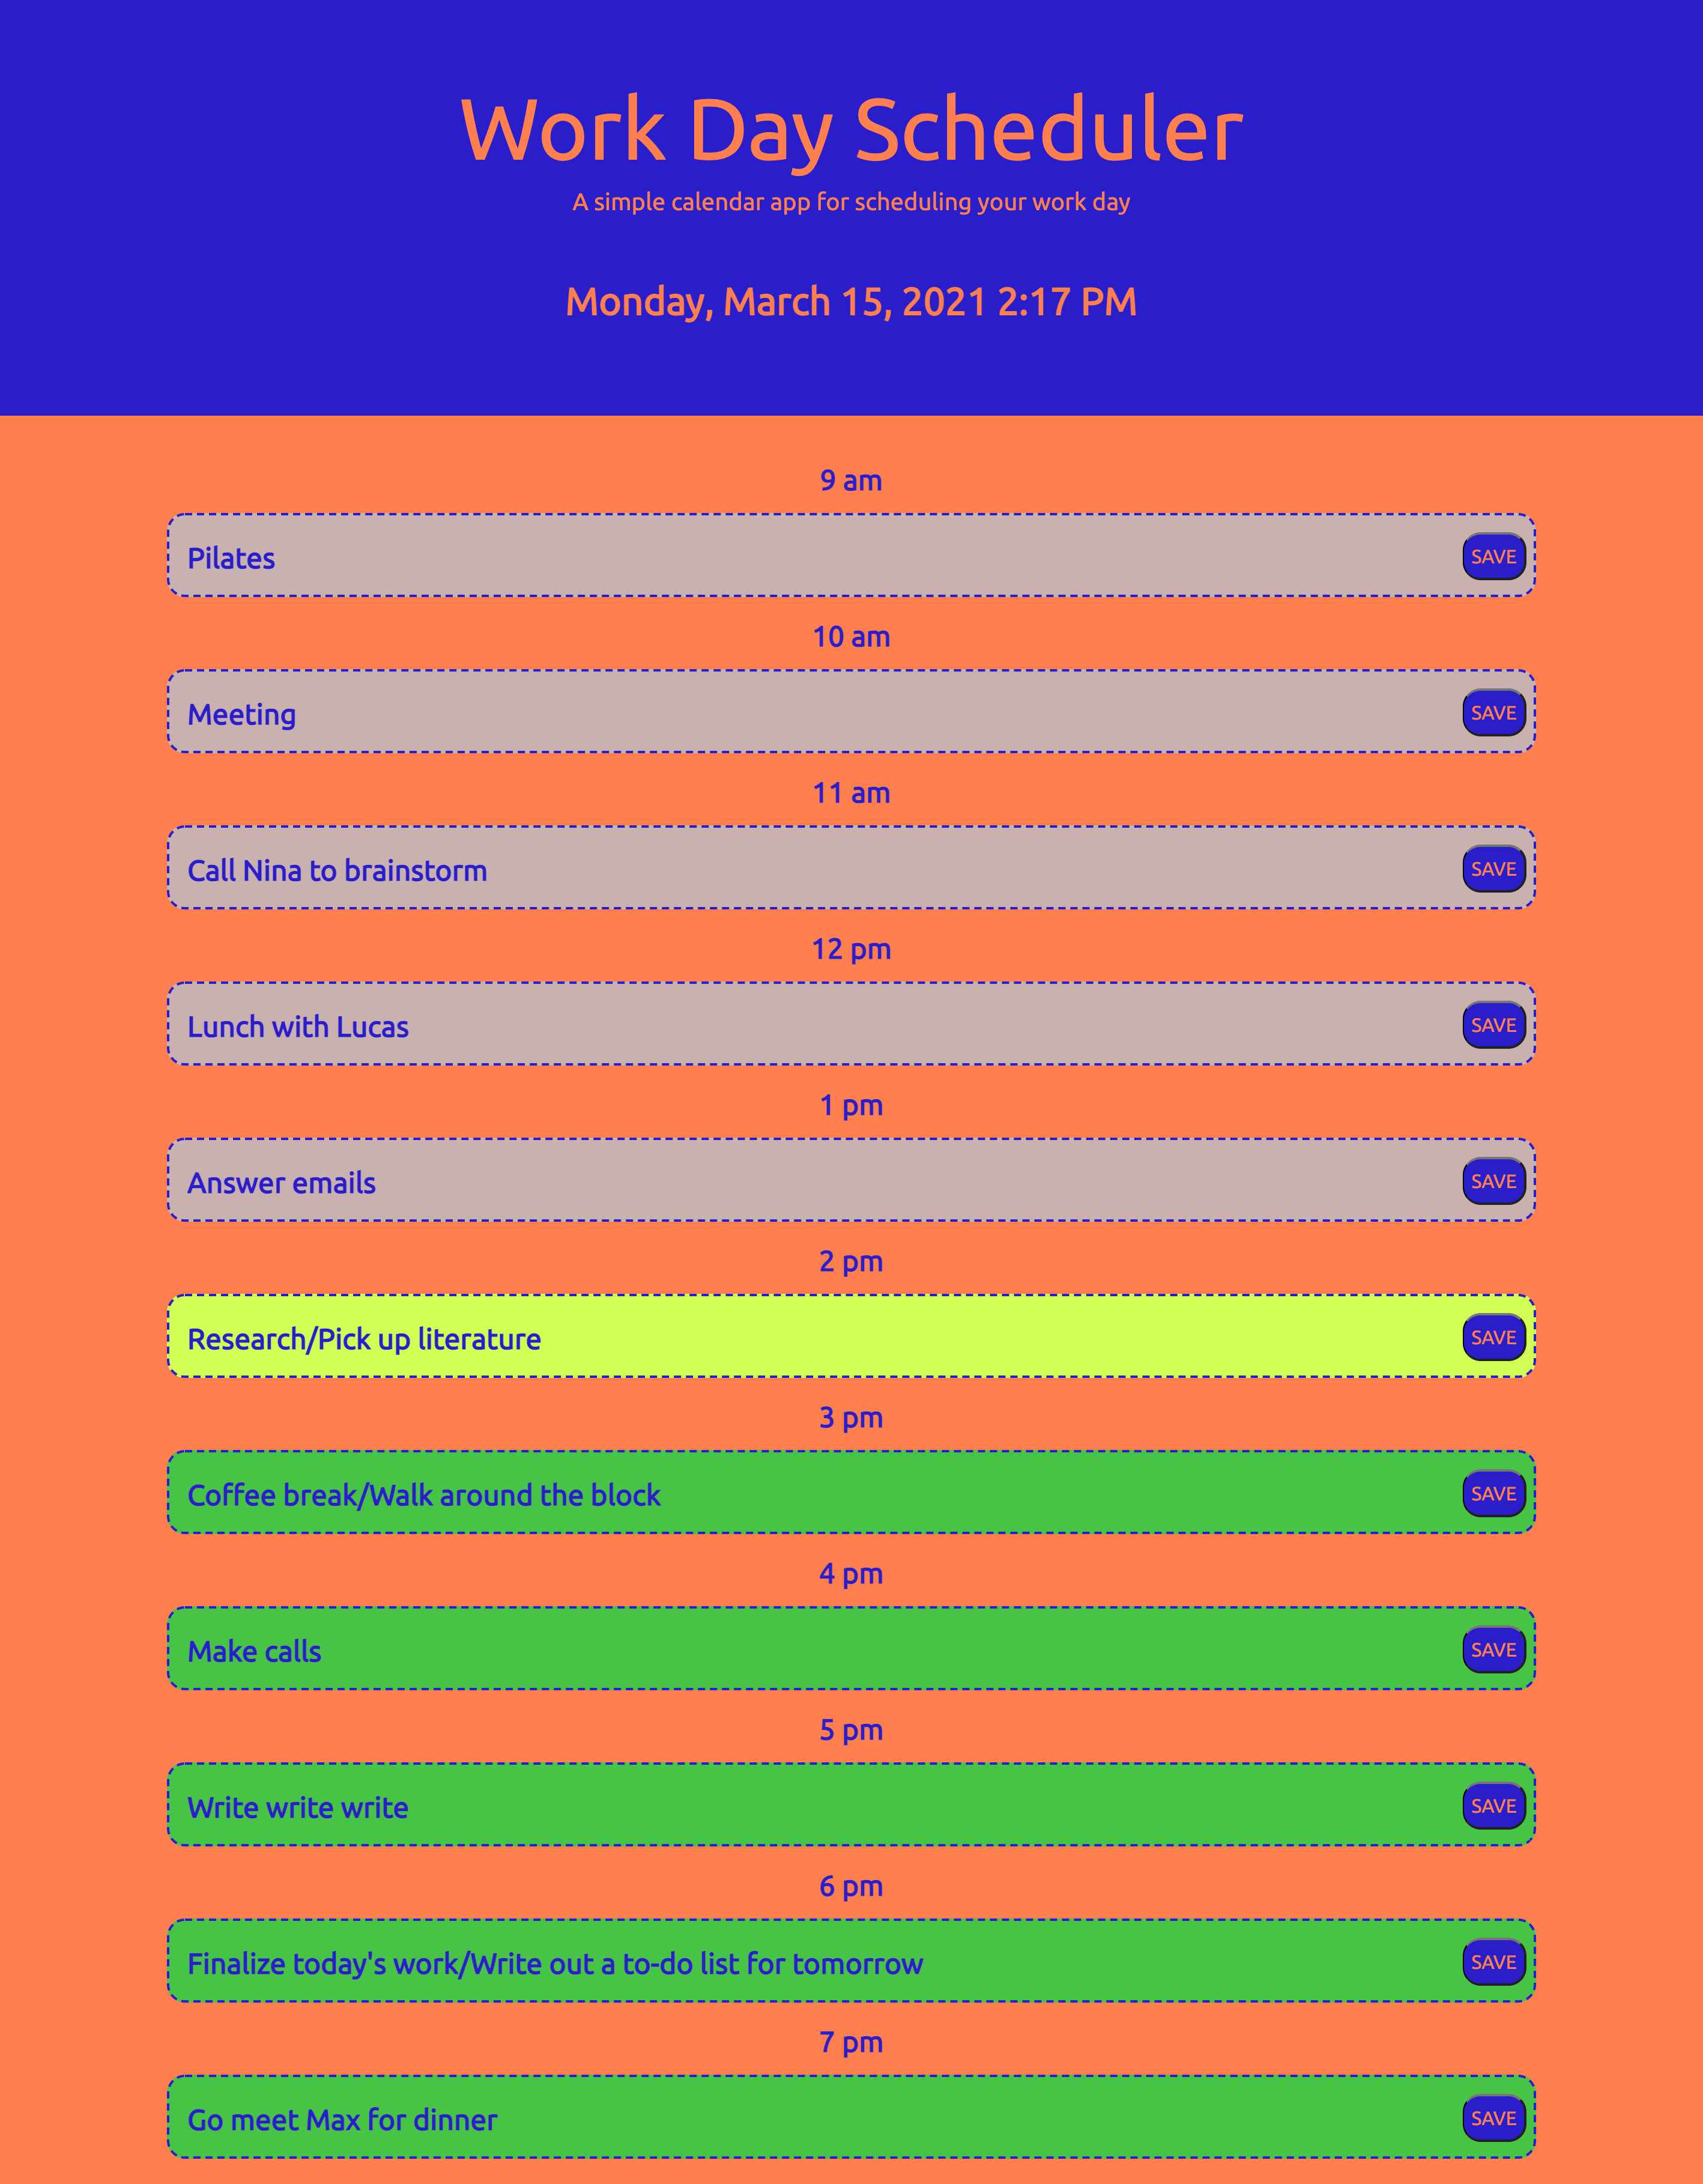 Work Day Scheduler
A simple calendar app for scheduling your work day
Monday, March 15, 2021 2:17 PM
9 am
Pilates SAVE
10 am
Meeting SAVE
11 am
Call Nina to brainstorm SAVE
12 pm
Lunch with Lucas SAVE
1 pm
Answer emails SAVE
2 pm
Research/Pick up literature SAVE
3 pm
Coffee break/Walk around the block SAVE
4 pm
Make calls SAVE
5 pm
Write write write SAVE
6 pm
Finalize today's work/Write out a to-do list for tomorrow SAVE
7 pm
Go meet Max for dinner SAVE